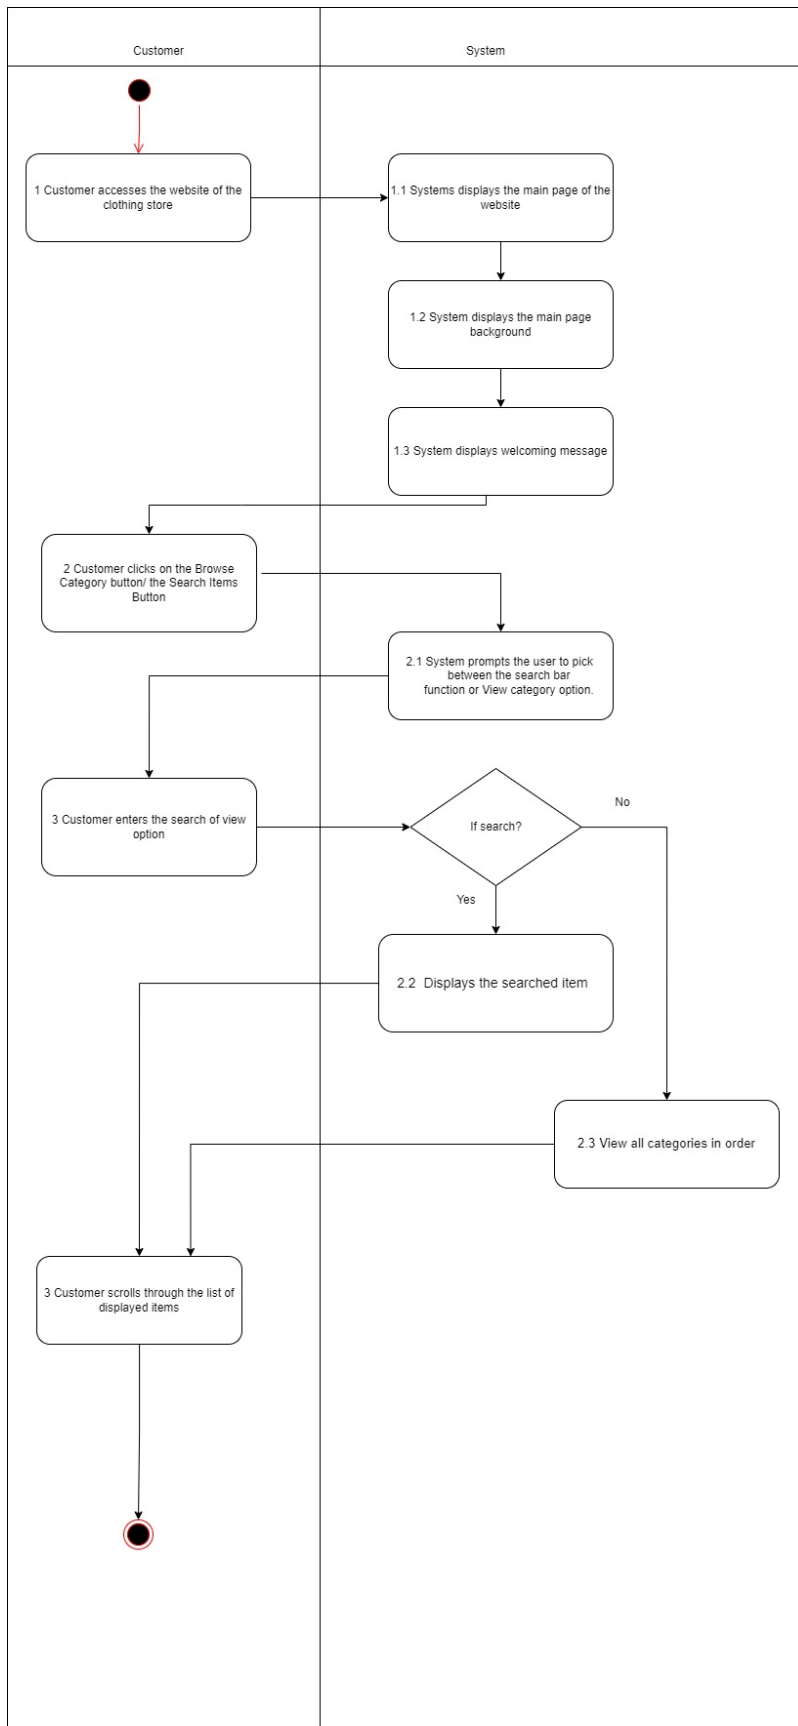 Customer
System
1 Customer accesses the website of the
clothing store
1.1 Systems displays the main page of the
website
1.2 System displays the main page
background
1.3 System displays welcoming message
2 Customer clicks on the Browse
Category button/ the Search Items
Button
2.1 System prompts the user to pick
between the search bar
function or View category option.
3 Customer enters the search of view
option
If search?
No
Yes
2.2 Displays the searched item
2.3 View all categories in order
3 Customer scrolls through the list of
displayed items